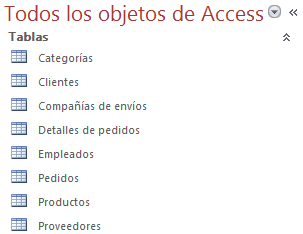 Todos los objetos de Access
Tablas
Categorías
Clientes
Compañías de envíos
Detalles de pedidos
Empleados
Pedidos
Productos
Proveedores